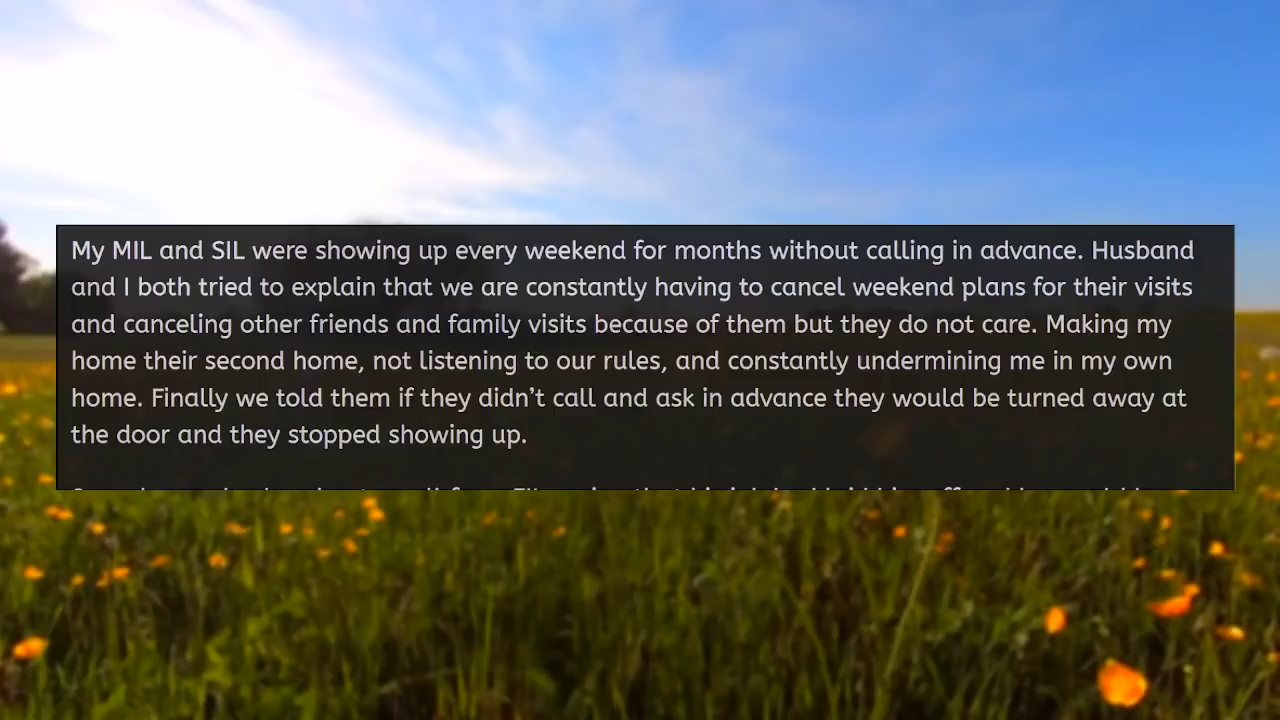 My MIL and SIL were showing up every weekend for months without calling in advance. Husband
and I both tried to explain that we are constantly having to cancel weekend plans for their visits
and canceling other friends and family visits because of them but they do not care. Making my
home their second home, not listening to our rules, and constantly undermining me in my own
home. Finally we told them if they didn’t call and ask in advance they would be turned away at
the door and they stopped showing up.